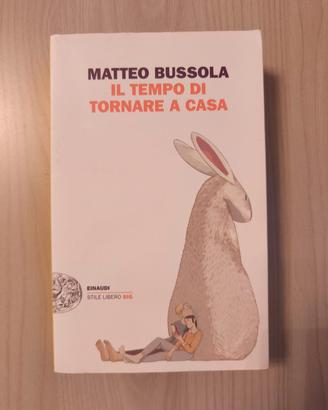 MATTEO BUSSOLA
IL TEMPO DI
TORNARE A CASA
EINAUDI
STILE LIBERO BIG